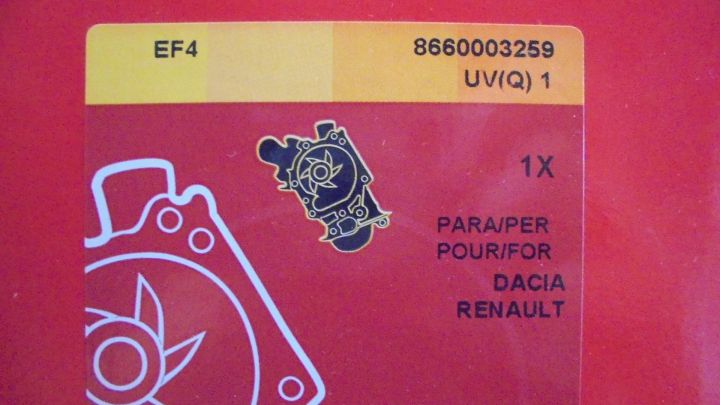 EF4 8660003259
UV(Q) 1
1X
PARA/PER
POUR/FOR
DACIA
RENAULT